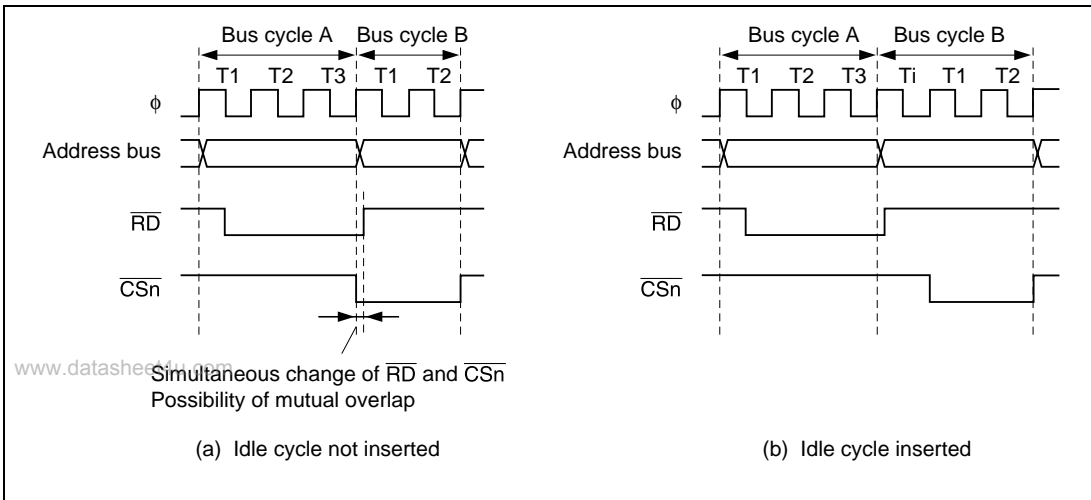 Bus cycle A Bus cycle B
T1 T2 T3 T1 T2
φ
Address bus
RD
CSn
Simultaneous change of RD and CSn
Possibility of mutual overlap
(a) Idle cycle not inserted
Bus cycle A Bus cycle B
T1 T2 T3 Ti T1 T2
φ
Address bus
RD
CSn
(b) Idle cycle inserted
www.datasheet4u.com